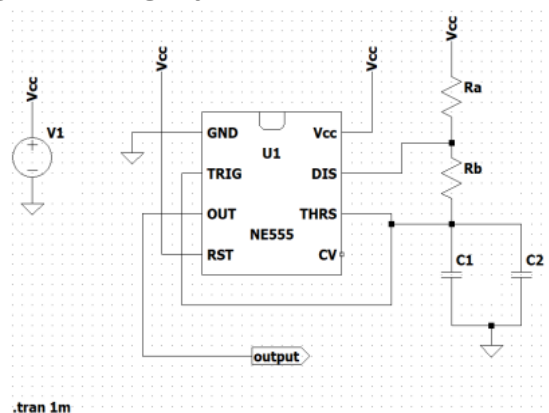 Vcc
Vcc
Vcc
Vcc
Ra
V1
GND
Vcc
U1
TRIG
DIS
Rb
OUT
THRS
NE555
RST
CV
C1
C2
output
.tran 1m